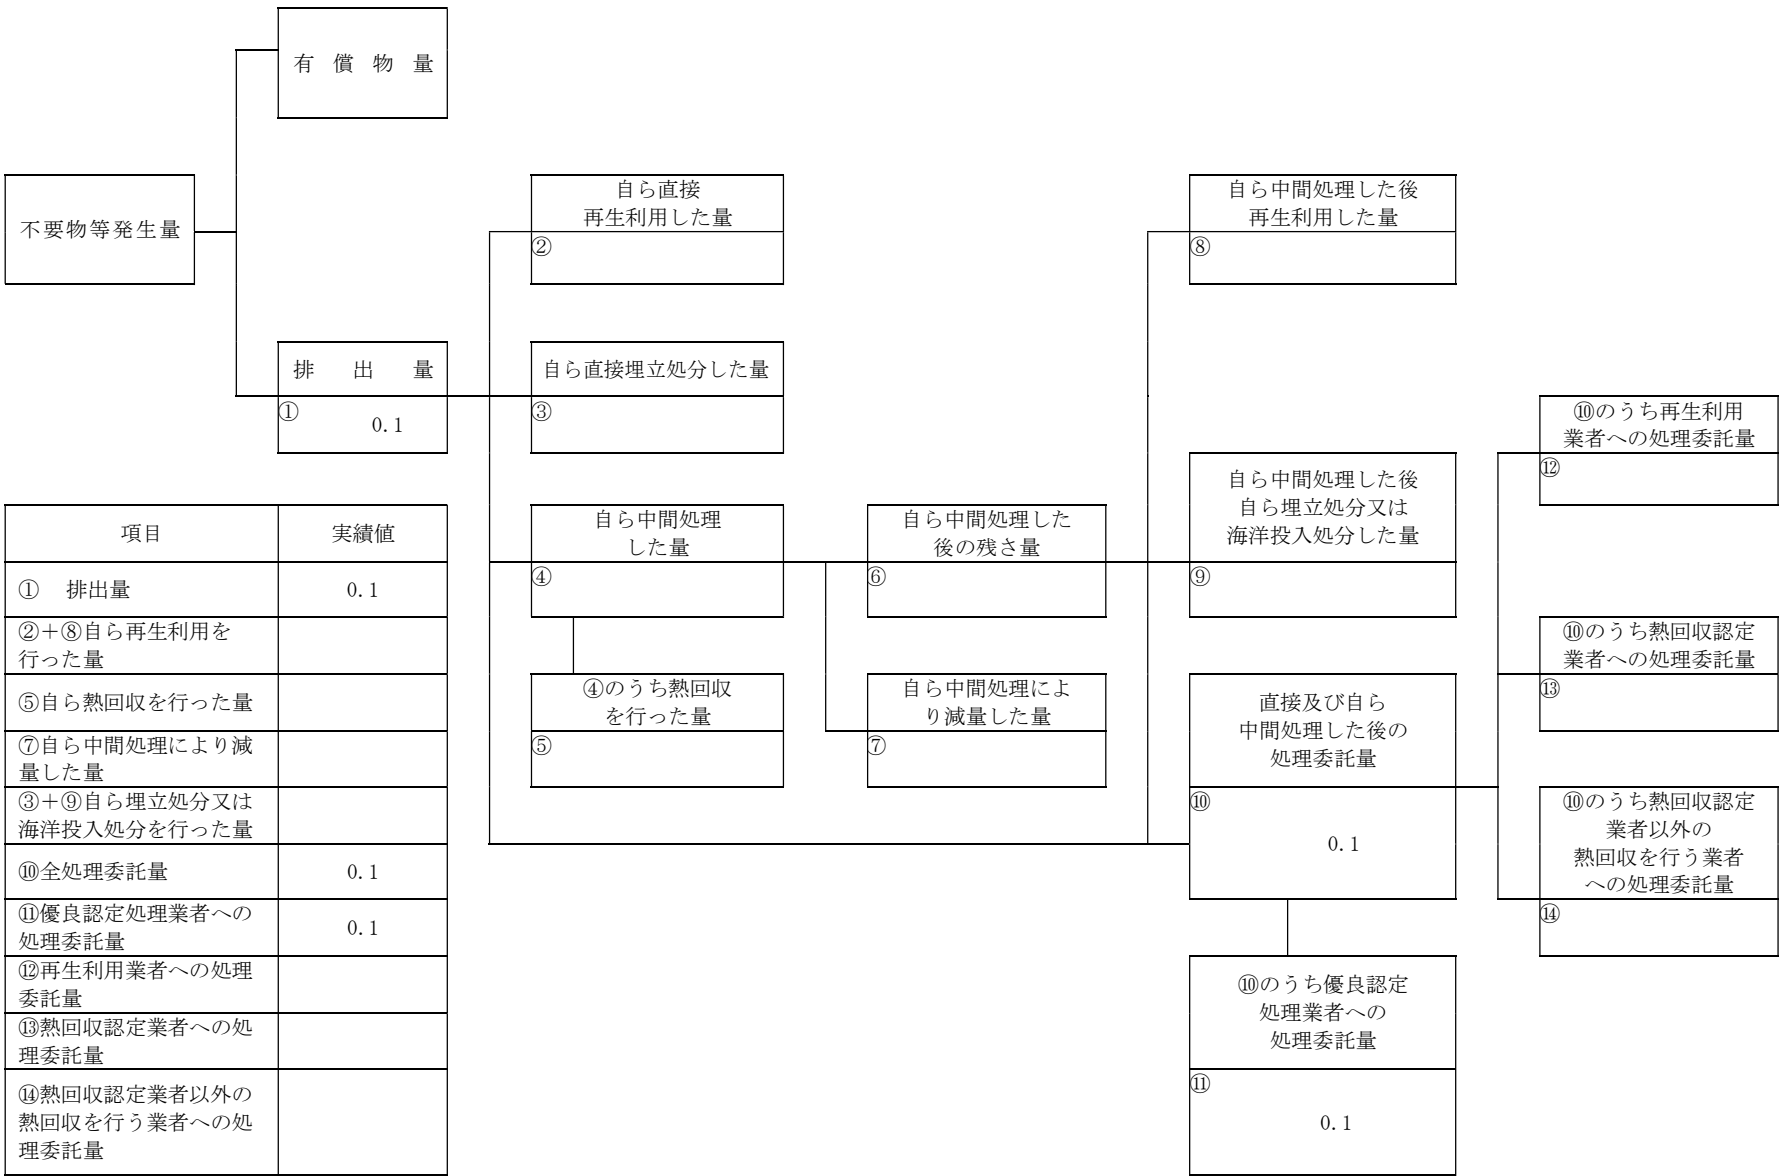 有償物量
不要物等発生量
自ら直接
再生利用した量
②
自ら中間処理した後
再生利用した量
⑧
排出量
①
0.1
自ら直接埋立処分した量
③
⑩のうち再生利用
業者への処理委託量
⑫
自ら中間処理
した量
④
自ら中間処理した
後の残さ量
⑥
自ら中間処理した後
自ら埋立処分又は
海洋投入処分した量
⑨
⑩のうち熱回収認定
業者への処理委託量
⑬
④のうち熱回収
を行った量
⑤
自ら中間処理によ
り減量した量
⑦
直接及び自ら
中間処理した後の
処理委託量
⑩
0.1
⑩のうち熱回収認定
業者以外の
熱回収を行う業者
への処理委託量
⑭
⑩のうち優良認定
処理業者への
処理委託量
⑪
0.1
項目 実績値
① 排出量 0.1
②+⑧自ら再生利用を
行った量
⑤自ら熱回収を行った量
⑦自ら中間処理により減
量した量
③+⑨自ら埋立処分又は
海洋投入処分を行った量
⑩全処理委託量 0.1
⑪優良認定処理業者への
処理委託量 0.1
⑫再生利用業者への処理
委託量
⑬熱回収認定業者への処
理委託量
⑭熱回収認定業者以外の
熱回収を行う業者への処
理委託量